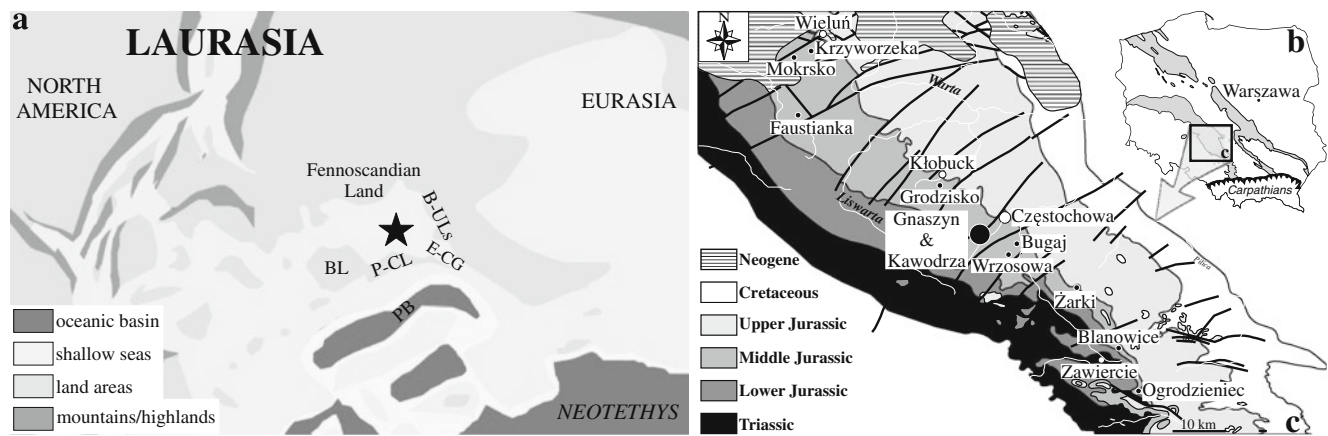 a
LAURASIA
NORTH
AMERICA
EURASIA
Fennoscandian
Land
B-ULs
E-CG
BL
P-CL
PB
NEOTETHYS
oceanic basin
shallow seas
land areas
mountains/highlands
N
b
Warszawa
c
Carpathians
Wieluń
Krzyworzeka
Mokrsko
Warta
Faustianka
Kłobuck
Grodzisko
Liswarta
Gnaszyn
&
Kawodrza
Częstochowa
Bugaj
Wrzosowa
Pilica
Żarki
Blanowice
Zawiercie
Ogrodzieniec
Neogene
Cretaceous
Upper Jurassic
Middle Jurassic
Lower Jurassic
Triassic
10 km
c